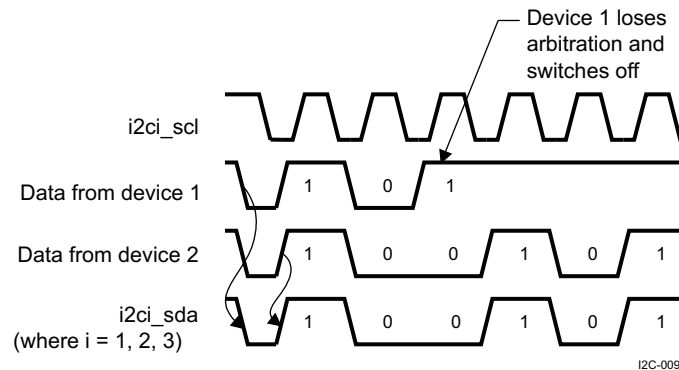 Device 1 loses
arbitration and
switches off
i2ci_scl
Data from device 1 1 0 1
Data from device 2 1 0 0 1 0 1
i2ci_sda 1 0 0 1 0 1
(where i = 1, 2, 3)
I2C-009